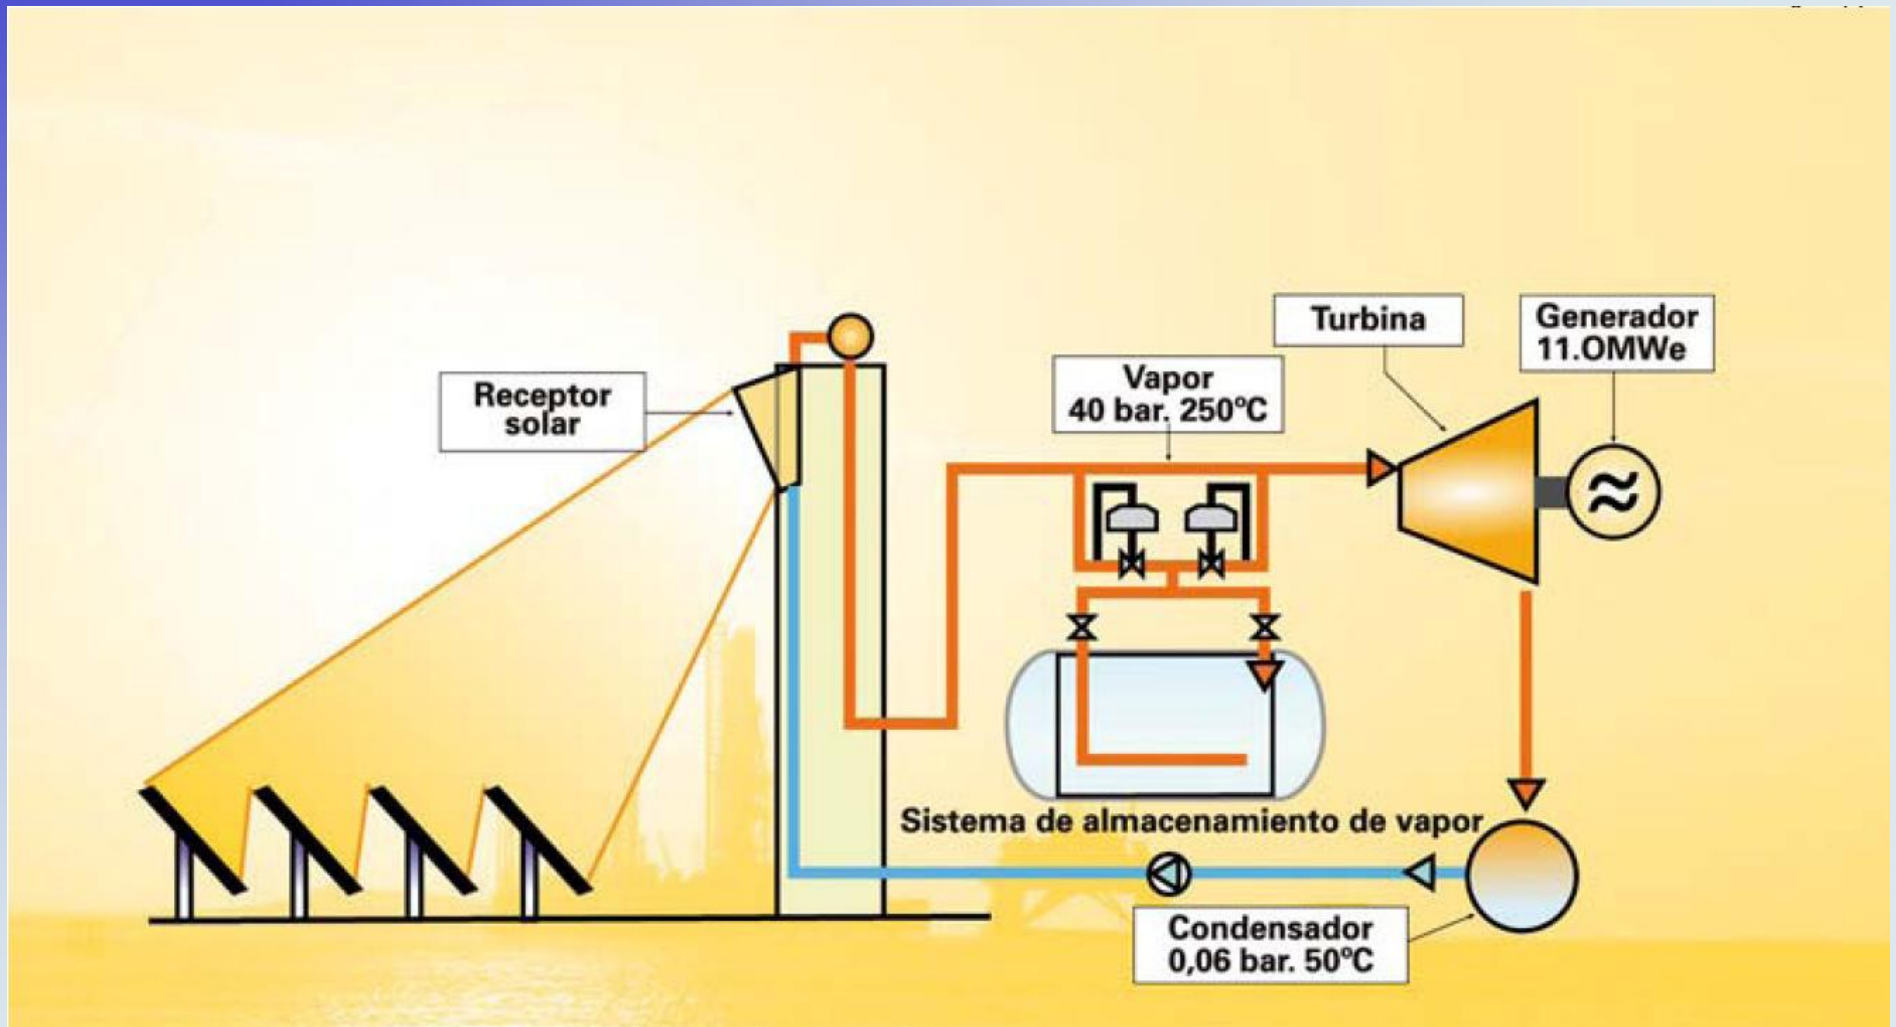 Turbina
Generador
11.OMWe
Vapor
40 bar. 250ºC
Receptor
solar
Sistema de almacenamiento de vapor
Condensador
0,06 bar. 50ºC